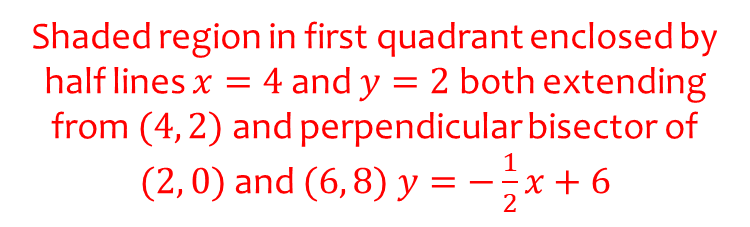 Shaded region in first quadrant enclosed by
half lines x = 4 and y = 2 both extending
from (4, 2) and perpendicular bisector of
(2, 0) and (6, 8) y = −1/2x + 6